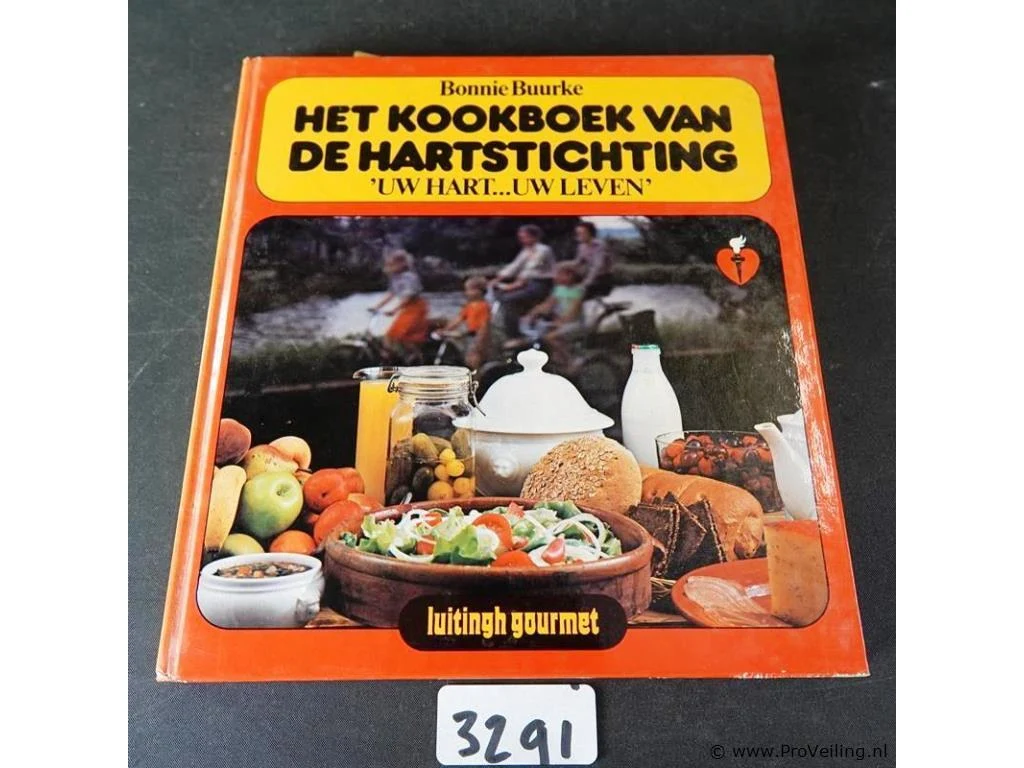 Bonnie Buurke
HET KOOKBOEK VAN
DE HARTSTICHTING
'UW HART...UW LEVEN'
luitingh gourmet
3291
© www.ProVeiling.nl